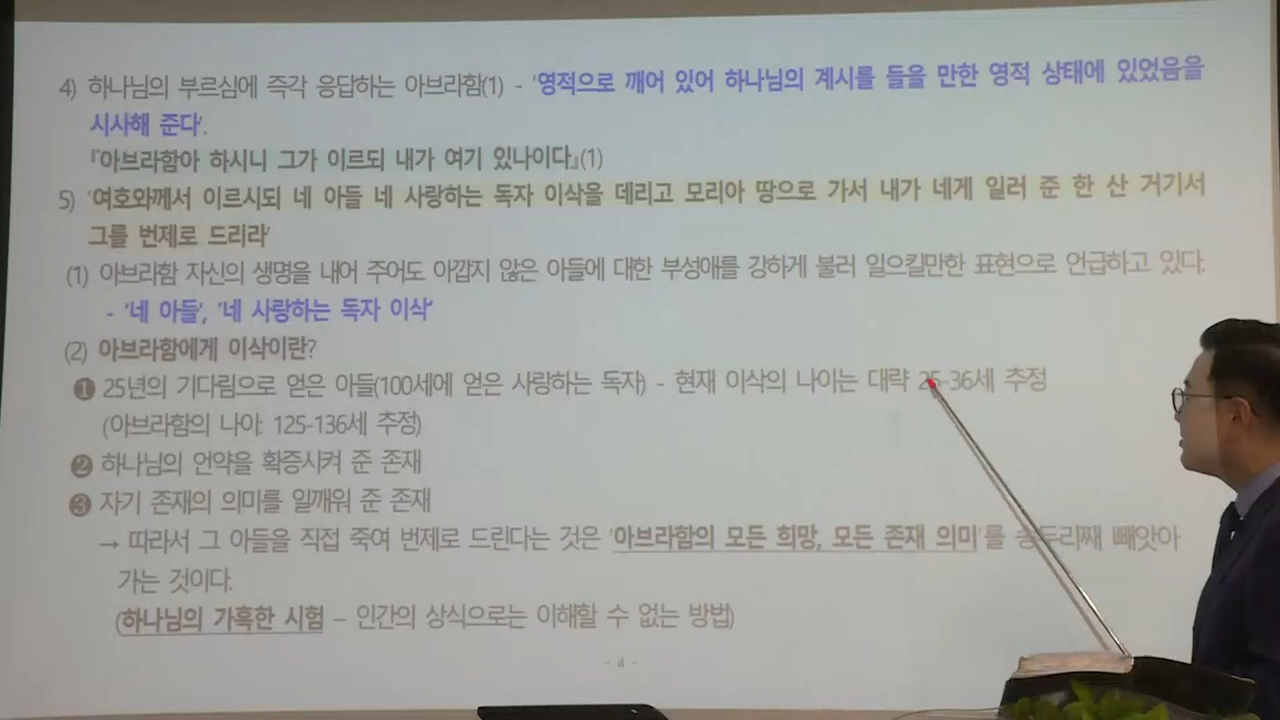 4) 하나님의 부르심에 즉각 응답하는 아브라함(1) - '영적으로 깨어 있어 하나님의 계시를 들을 만한 영적 상태에 있었음을
시사해 준다'.
『아브라함아 하시니 그가 이르되 내가 여기 있나이다』(1)
5) '여호와께서 이르시되 네 아들 네 사랑하는 독자 이삭을 데리고 모리아 땅으로 가서 내가 네게 일러 준 한 산 거기서
그를 번제로 드리라'
(1) 아브라함 자신의 생명을 내어 주어도 아깝지 않은 아들에 대한 부성애를 강하게 불러 일으킬만한 표현으로 언급하고 있다.
- '네 아들', '네 사랑하는 독자 이삭'
(2) 아브라함에게 이삭이란?
❶ 25년의 기다림으로 얻은 아들(100세에 얻은 사랑하는 독자) - 현재 이삭의 나이는 대략 25-36세 추정
(아브라함의 나이: 125-136세 추정)
❷ 하나님의 언약을 확증시켜 준 존재
❸ 자기 존재의 의미를 일깨워 준 존재
→ 따라서 그 아들을 직접 죽여 번제로 드린다는 것은 '아브라함의 모든 희망, 모든 존재 의미'를 송두리째 빼앗아
가는 것이다.
(하나님의 가혹한 시험 – 인간의 상식으로는 이해할 수 없는 방법)
- 4 -